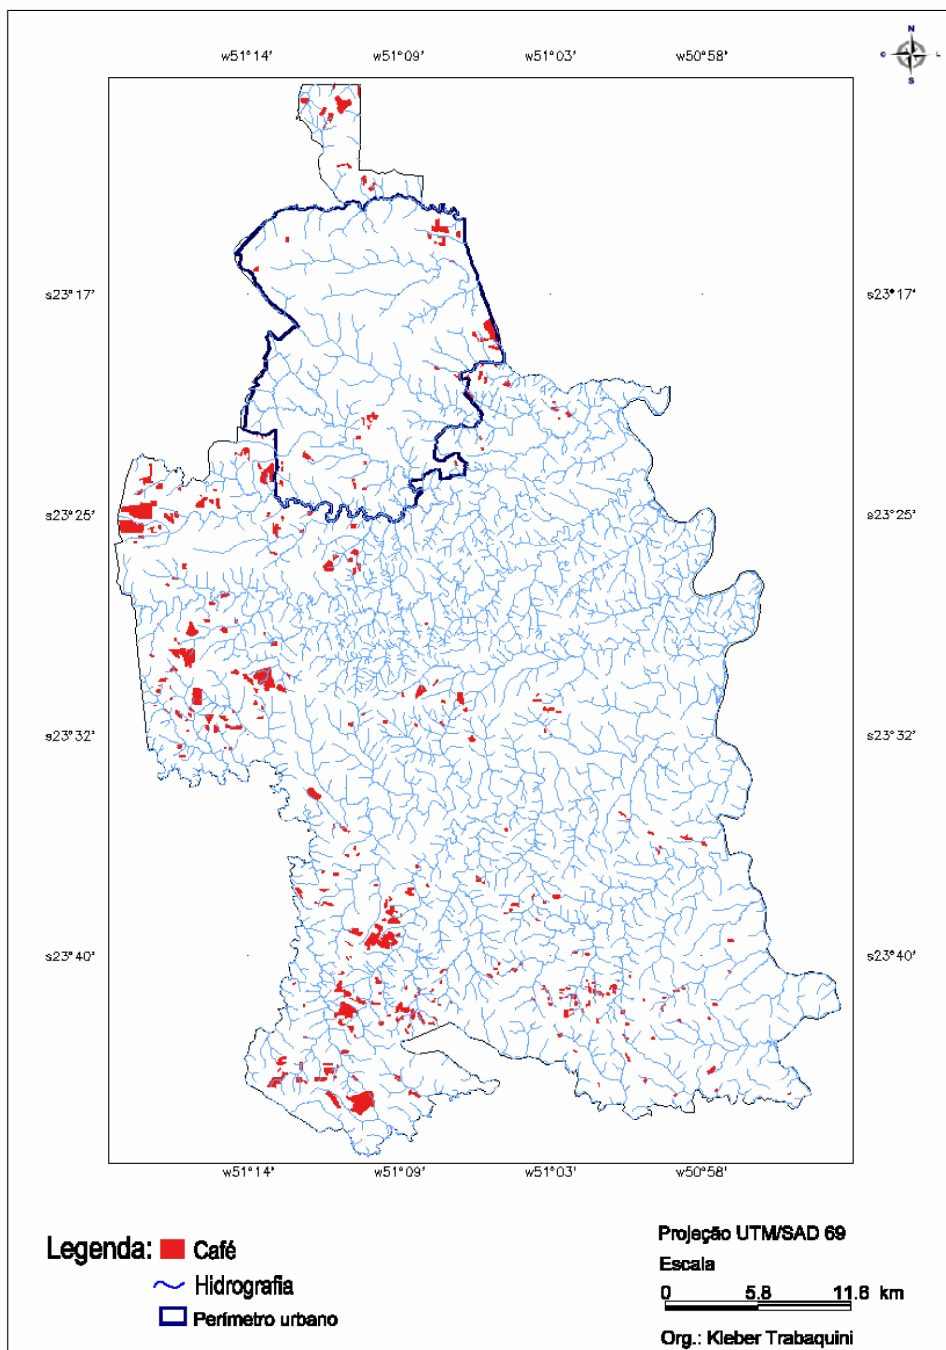 N
O L
S
w51°14' w51°09' w51°03' w50°58'
s23°17' s23°17'
s23°25' s23°25'
s23°32' s23°32'
s23°40' s23°40'
w51°14' w51°09' w51°03' w50°58'
Legenda:
Café
Hidrografia
Perímetro urbano
Projeção UTM/SAD 69
Escala
0 5.8 11.6 km
Org.: Kleber Trabaquini